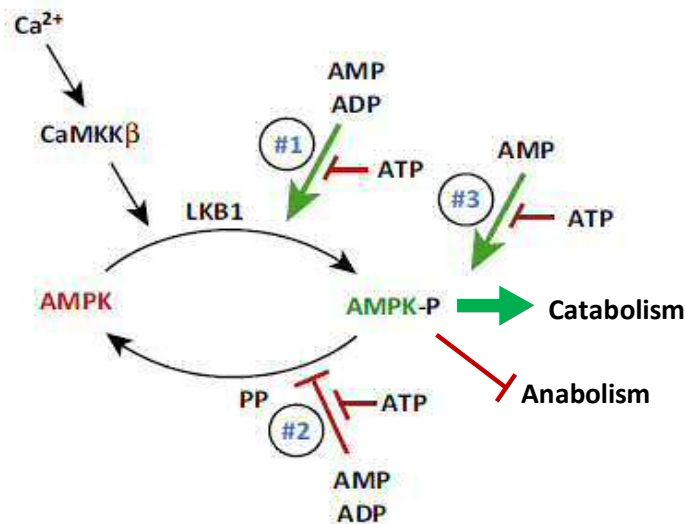 Ca²⁺
AMP
ADP
CaMKKβ
#1
ATP
AMP
#3
ATP
LKB1
AMPK
AMPK-P
Catabolism
Anabolism
PP
#2
ATP
AMP
ADP